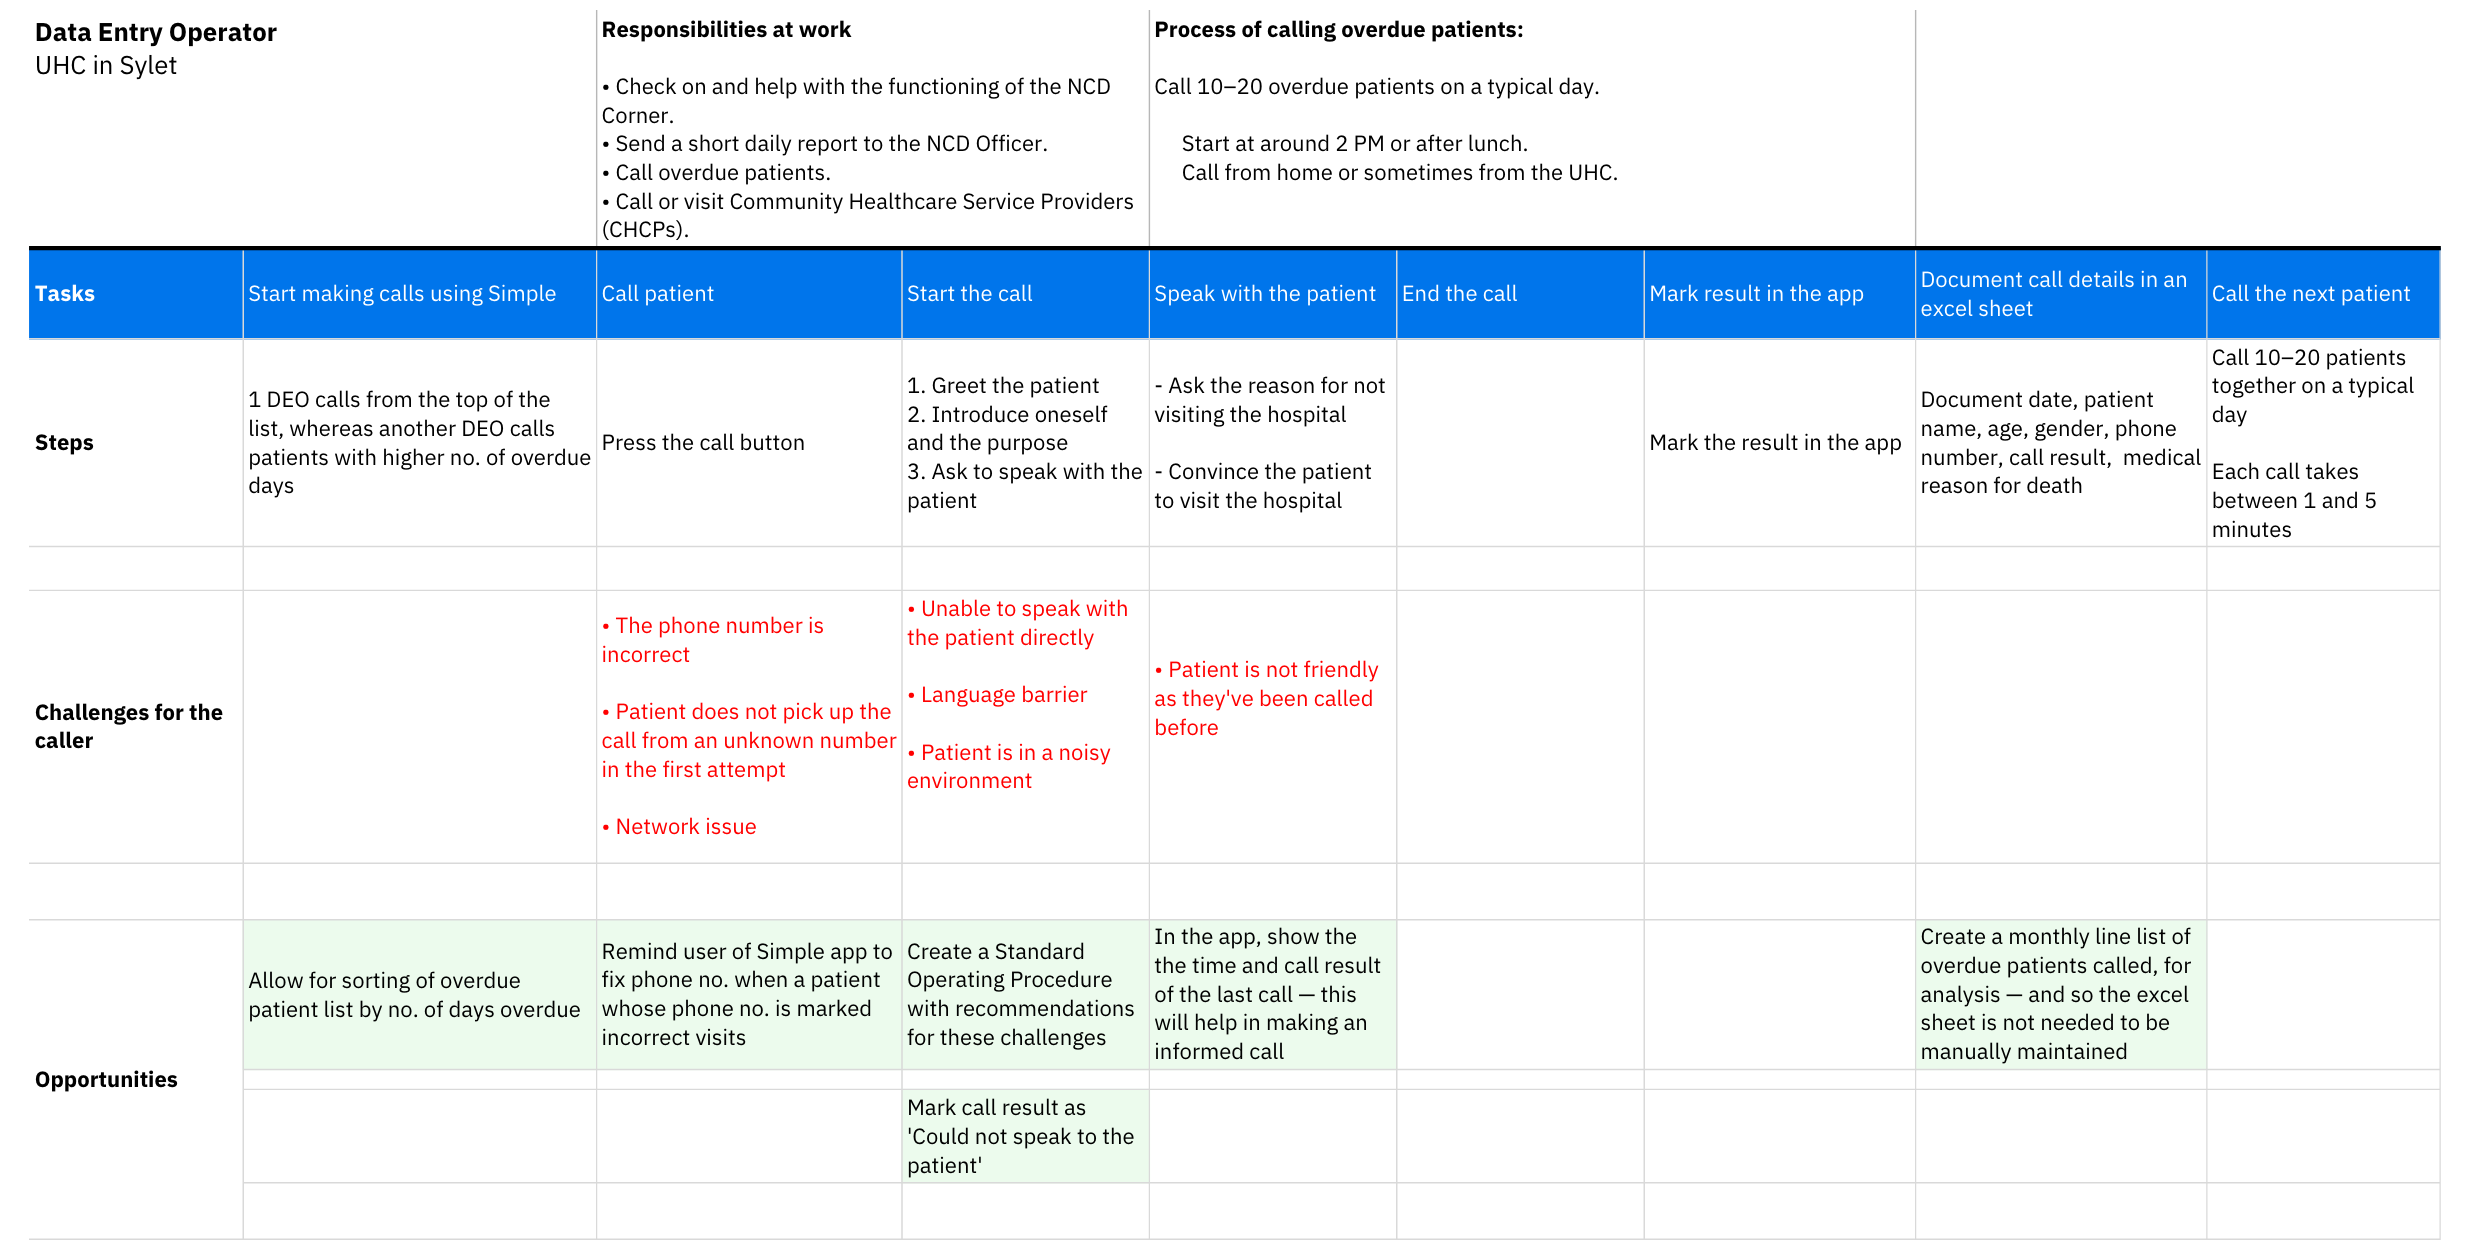 Data Entry Operator
UHC in Sylet
Responsibilities at work
• Check on and help with the functioning of the NCD
Corner.
• Send a short daily report to the NCD Officer.
• Call overdue patients.
• Call or visit Community Healthcare Service Providers
(CHCPs).
Process of calling overdue patients:
Call 10–20 overdue patients on a typical day.
Start at around 2 PM or after lunch.
Call from home or sometimes from the UHC.
Tasks
Start making calls using Simple
Call patient
Start the call
Speak with the patient
End the call
Mark result in the app
Document call details in an
excel sheet
Call the next patient
Steps
1 DEO calls from the top of the
list, whereas another DEO calls
patients with higher no. of overdue
days
Press the call button
1. Greet the patient
2. Introduce oneself
and the purpose
3. Ask to speak with the
patient
- Ask the reason for not
visiting the hospital
- Convince the patient
to visit the hospital
Mark the result in the app
Document date, patient
name, age, gender, phone
number, call result,  medical
reason for death
Call 10–20 patients
together on a typical
day
Each call takes
between 1 and 5
minutes
Challenges for the
caller
• The phone number is
incorrect
• Patient does not pick up the
call from an unknown number
in the first attempt
• Network issue
• Unable to speak with
the patient directly
• Language barrier
• Patient is in a noisy
environment
• Patient is not friendly
as they've been called
before
Opportunities
Allow for sorting of overdue
patient list by no. of days overdue
Remind user of Simple app to
fix phone no. when a patient
whose phone no. is marked
incorrect visits
Create a Standard
Operating Procedure
with recommendations
for these challenges
In the app, show the
the time and call result
of the last call — this
will help in making an
informed call
Create a monthly line list of
overdue patients called, for
analysis — and so the excel
sheet is not needed to be
manually maintained
Mark call result as
'Could not speak to the
patient'